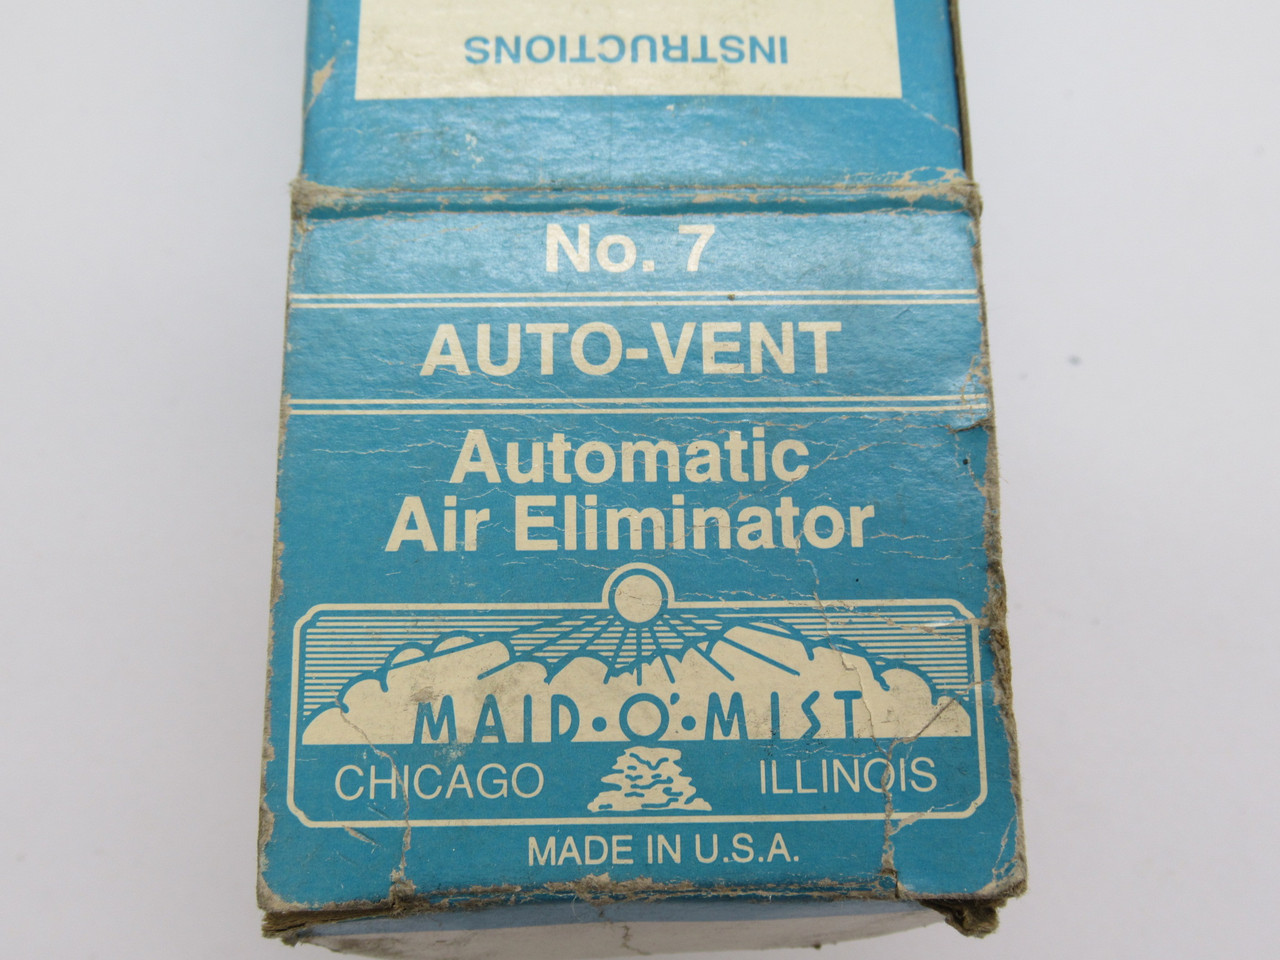 INSTRUCTIONS
No. 7
AUTO-VENT
Automatic
Air Eliminator
MAID·O'·MIST
CHICAGO ILLINOIS
MADE IN U.S.A.